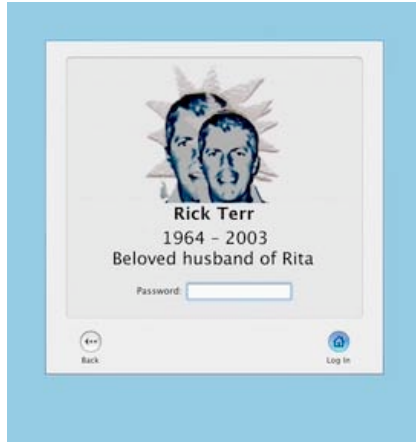 Rick Terr
1964 – 2003
Beloved husband of Rita
Password:
Back
Log In